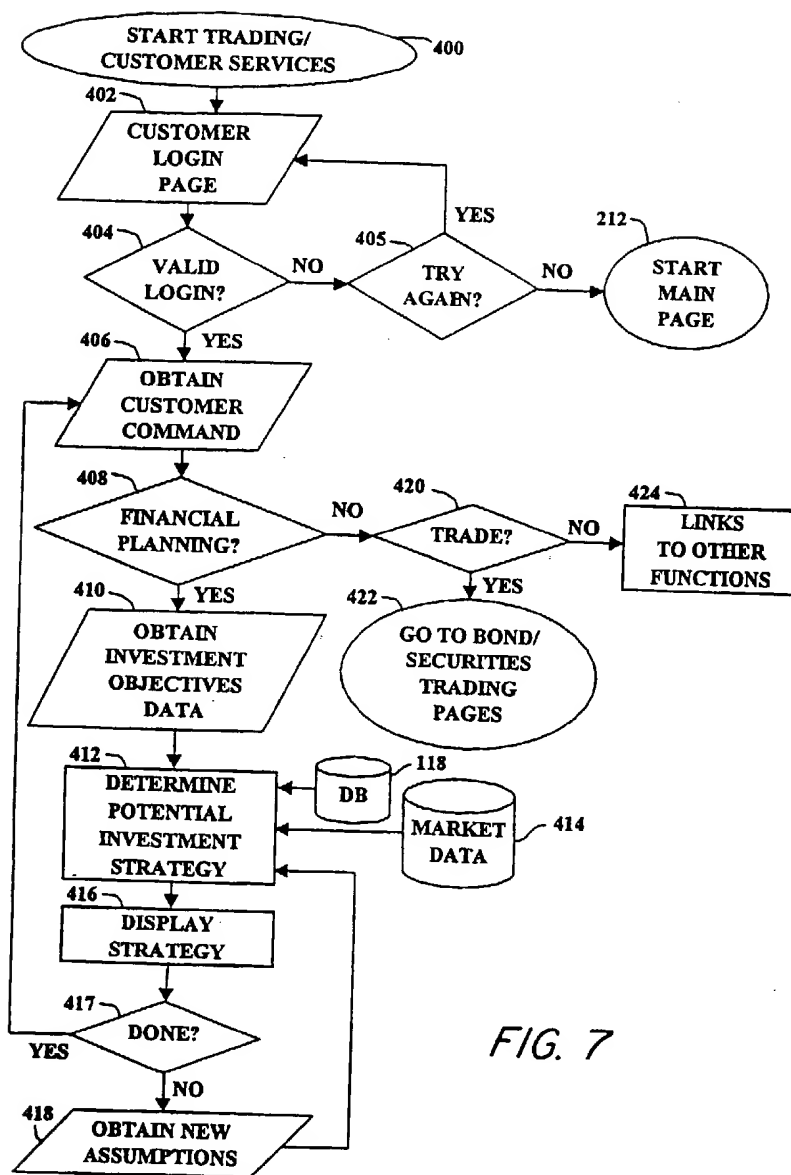 START TRADING/
CUSTOMER SERVICES
400
402
CUSTOMER
LOGIN
PAGE
YES
404
VALID
LOGIN?
NO
405
TRY
AGAIN?
NO
212
START
MAIN
PAGE
YES
406
OBTAIN
CUSTOMER
COMMAND
408
FINANCIAL
PLANNING?
NO
420
TRADE?
NO
424
LINKS
TO OTHER
FUNCTIONS
YES
YES
410
OBTAIN
INVESTMENT
OBJECTIVES
DATA
422
GO TO BOND/
SECURITIES
TRADING
PAGES
412
DETERMINE
POTENTIAL
INVESTMENT
STRATEGY
118
DB
MARKET
DATA
414
416
DISPLAY
STRATEGY
417
DONE?
YES
NO
418
OBTAIN NEW
ASSUMPTIONS
FIG. 7